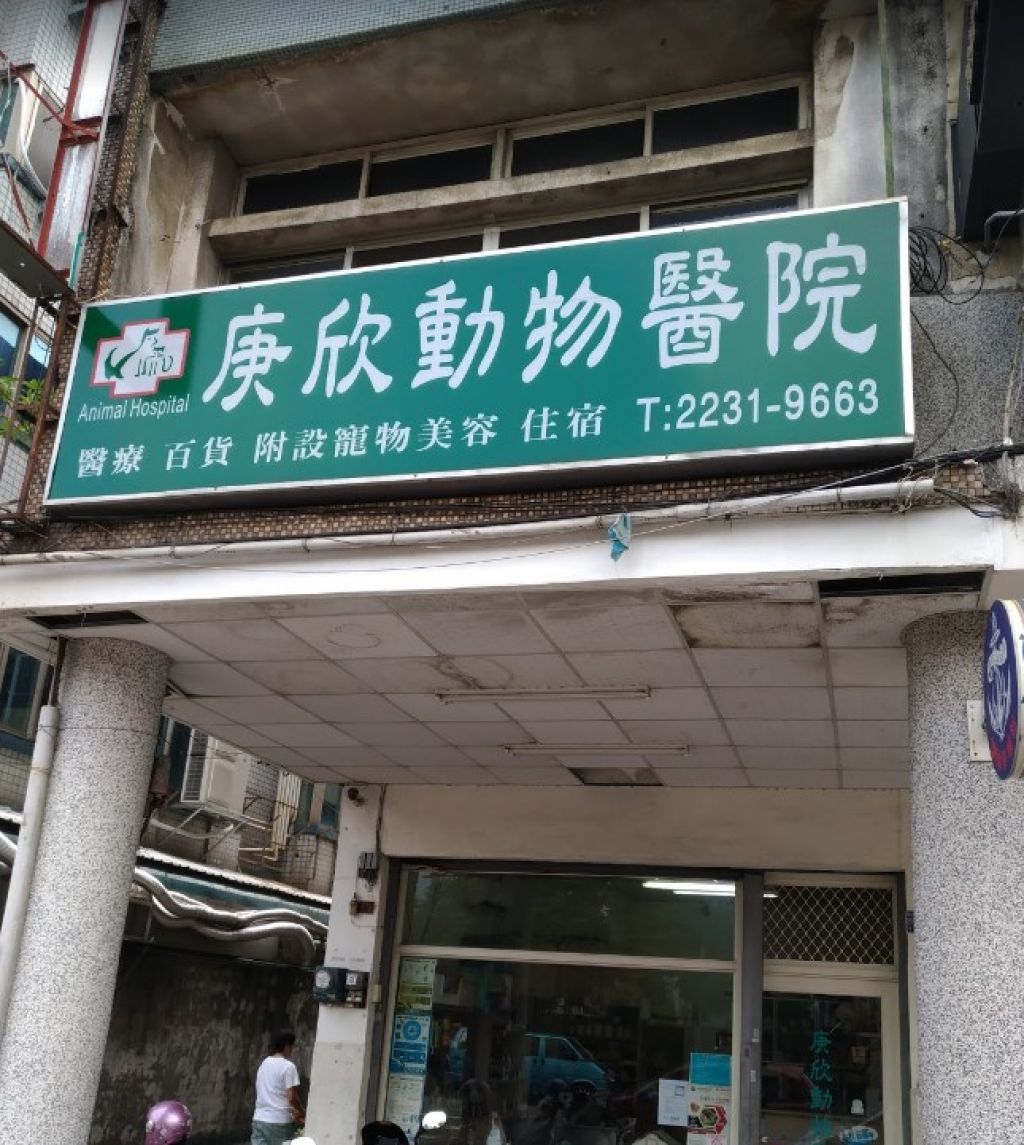 庚欣動物醫院
Animal Hospital
醫療 百貨 附設寵物美容 住宿 T:2231-9663
庚欣動物